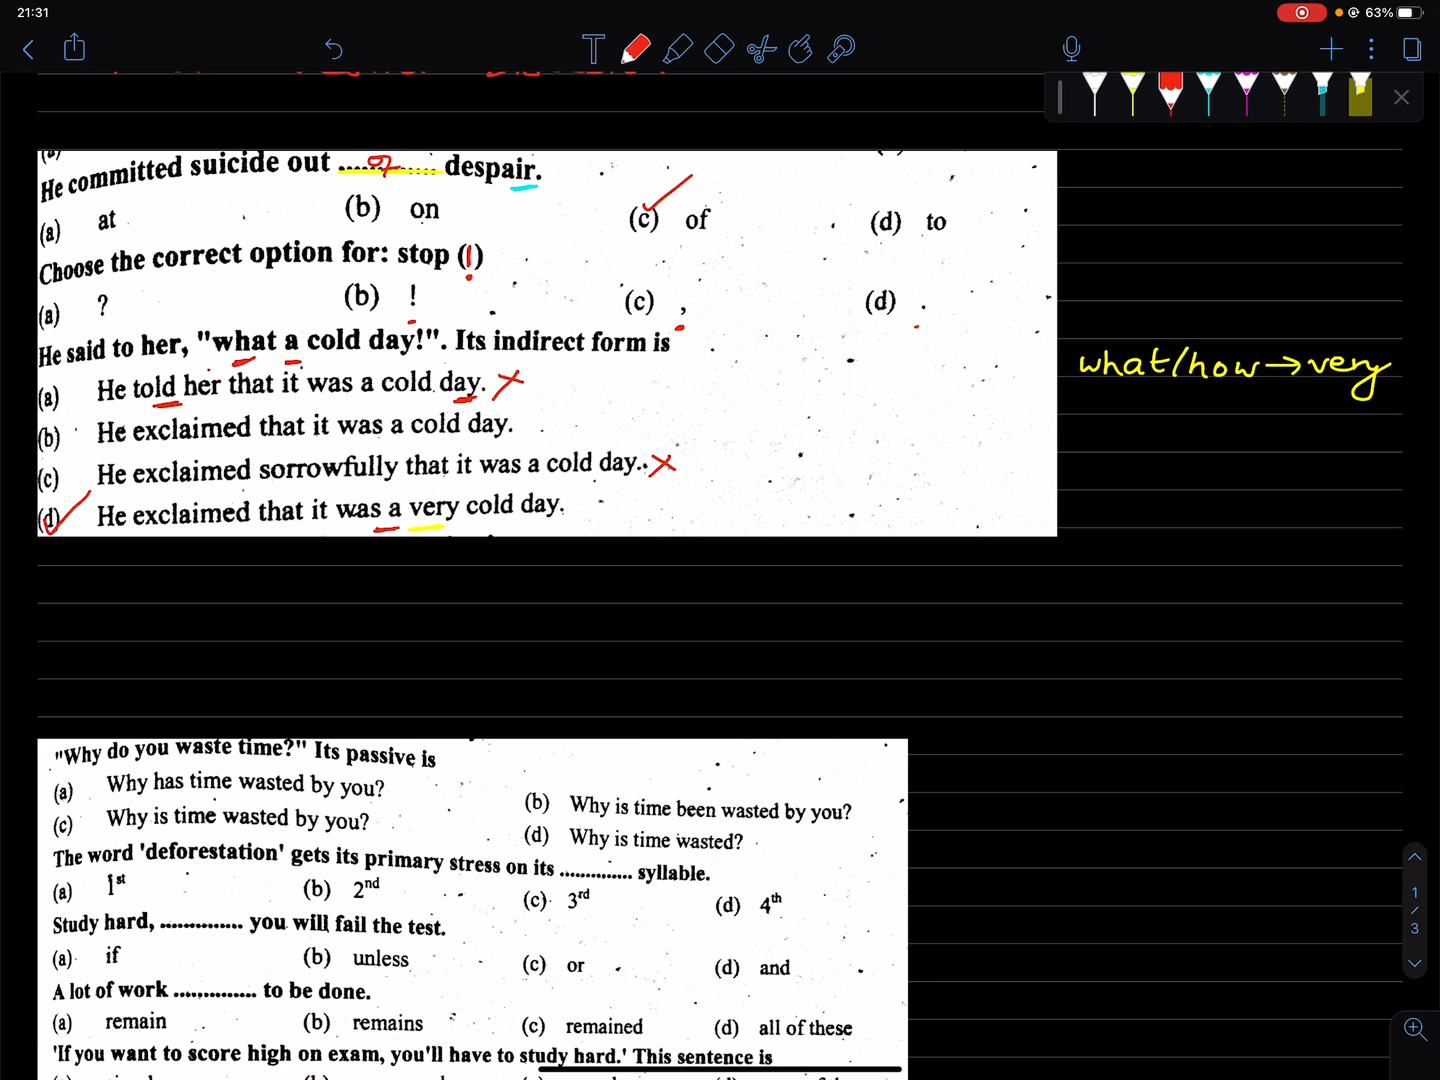 21:31
63%
He committed suicide out ....of.... despair.
(a) at (b) on (c) of (d) to
Choose the correct option for: stop (!)
(a) ? (b) ! (c) , (d) .
He said to her, "what a cold day!". Its indirect form is
(a) He told her that it was a cold day.
(b) He exclaimed that it was a cold day.
(c) He exclaimed sorrowfully that it was a cold day.
(d) He exclaimed that it was a very cold day.
what/how→very
"Why do you waste time?" Its passive is
(a) Why has time wasted by you? (b) Why is time been wasted by you?
(c) Why is time wasted by you? (d) Why is time wasted?
The word 'deforestation' gets its primary stress on its .............. syllable.
(a) 1st (b) 2nd (c) 3rd (d) 4th
Study hard, .............. you will fail the test.
(a) if (b) unless (c) or (d) and
A lot of work .............. to be done.
(a) remain (b) remains (c) remained (d) all of these
'If you want to score high on exam, you'll have to study hard.' This sentence is
1
/
3